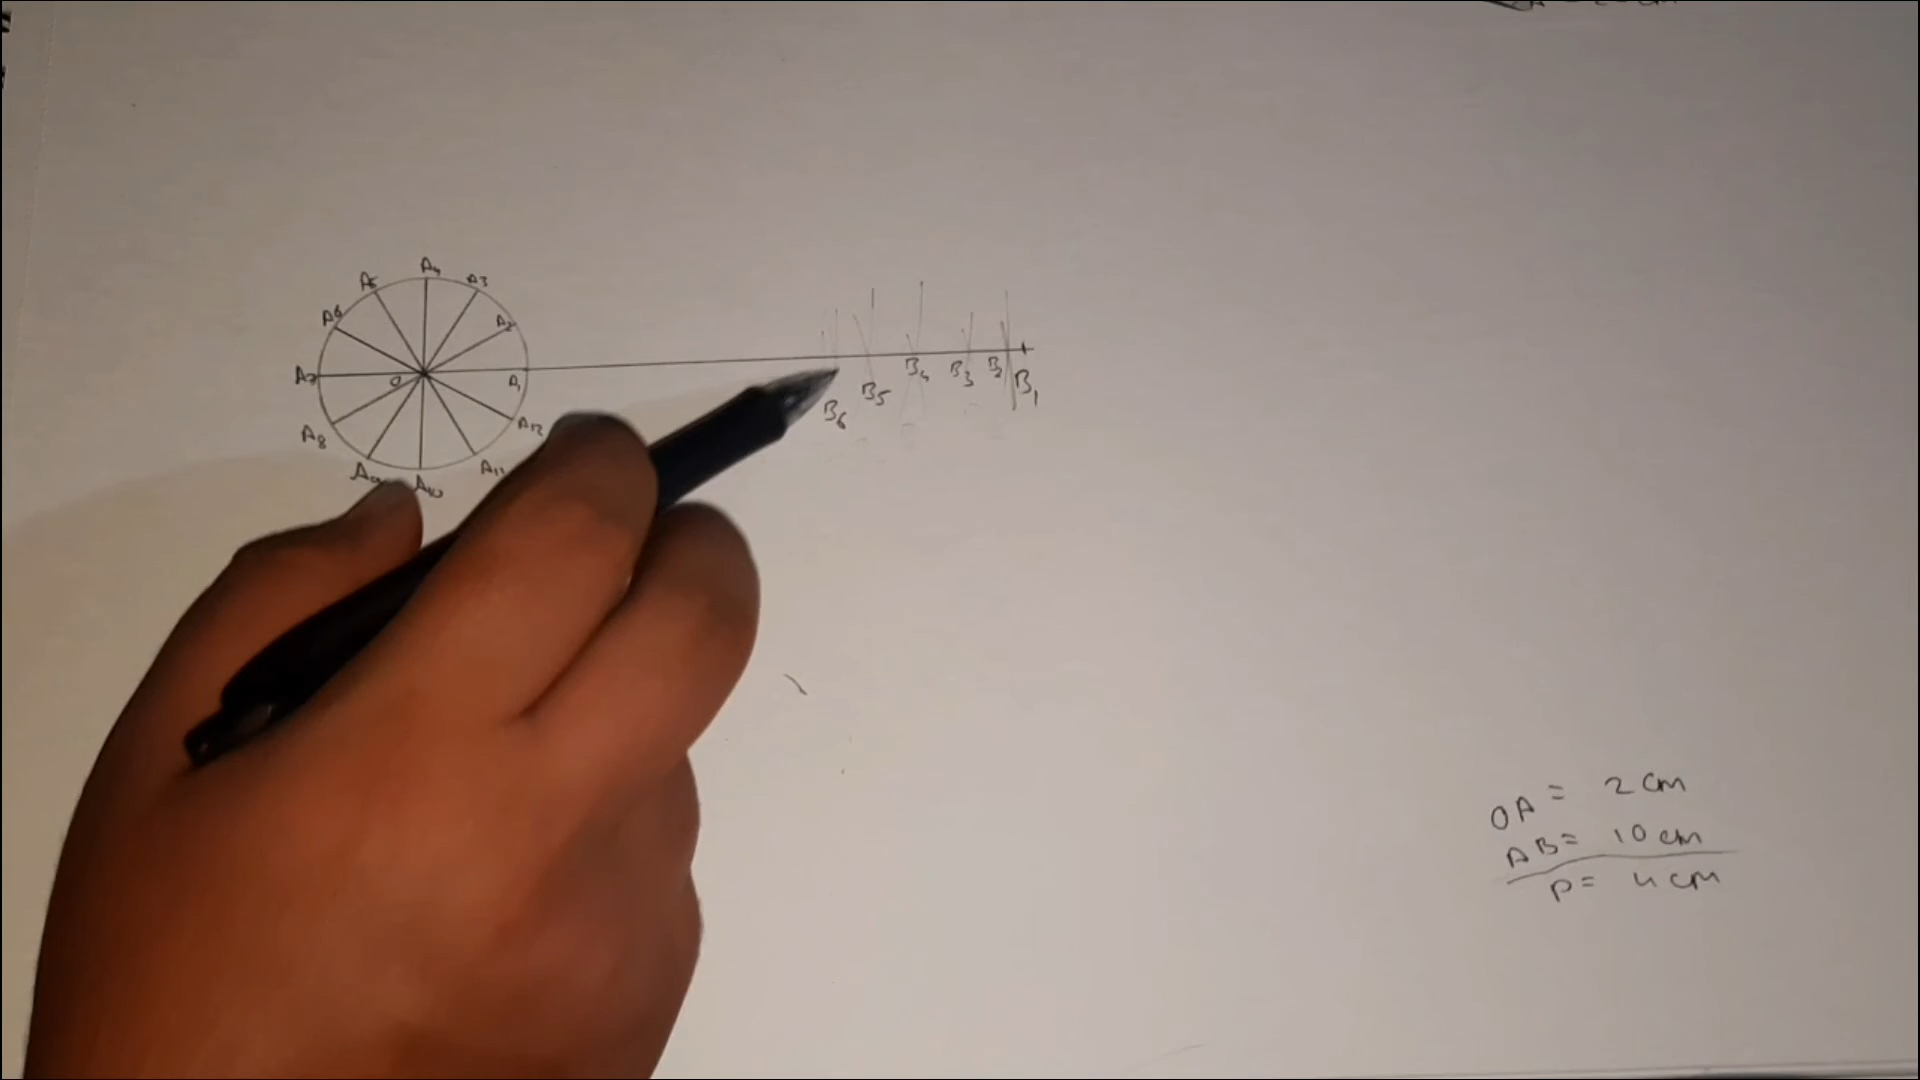 A4
A5
A3
A6
A2
A7
O
A1
A8
A12
A9
A10
A11
B6
B5
B4
B3
B2
B1
OA = 2 cm
AB = 10 cm
P = 4 cm